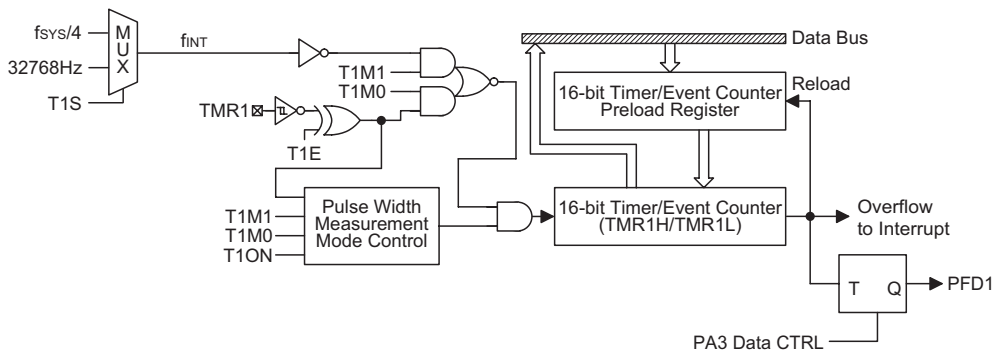 fSYS/4
32768Hz
T1S
MUX
fINT
T1M1
T1M0
TMR1
T1E
T1M1
T1M0
T1ON
Pulse Width
Measurement
Mode Control
Data Bus
16-bit Timer/Event Counter
Preload Register
Reload
16-bit Timer/Event Counter
(TMR1H/TMR1L)
Overflow
to Interrupt
T Q
PFD1
PA3 Data CTRL